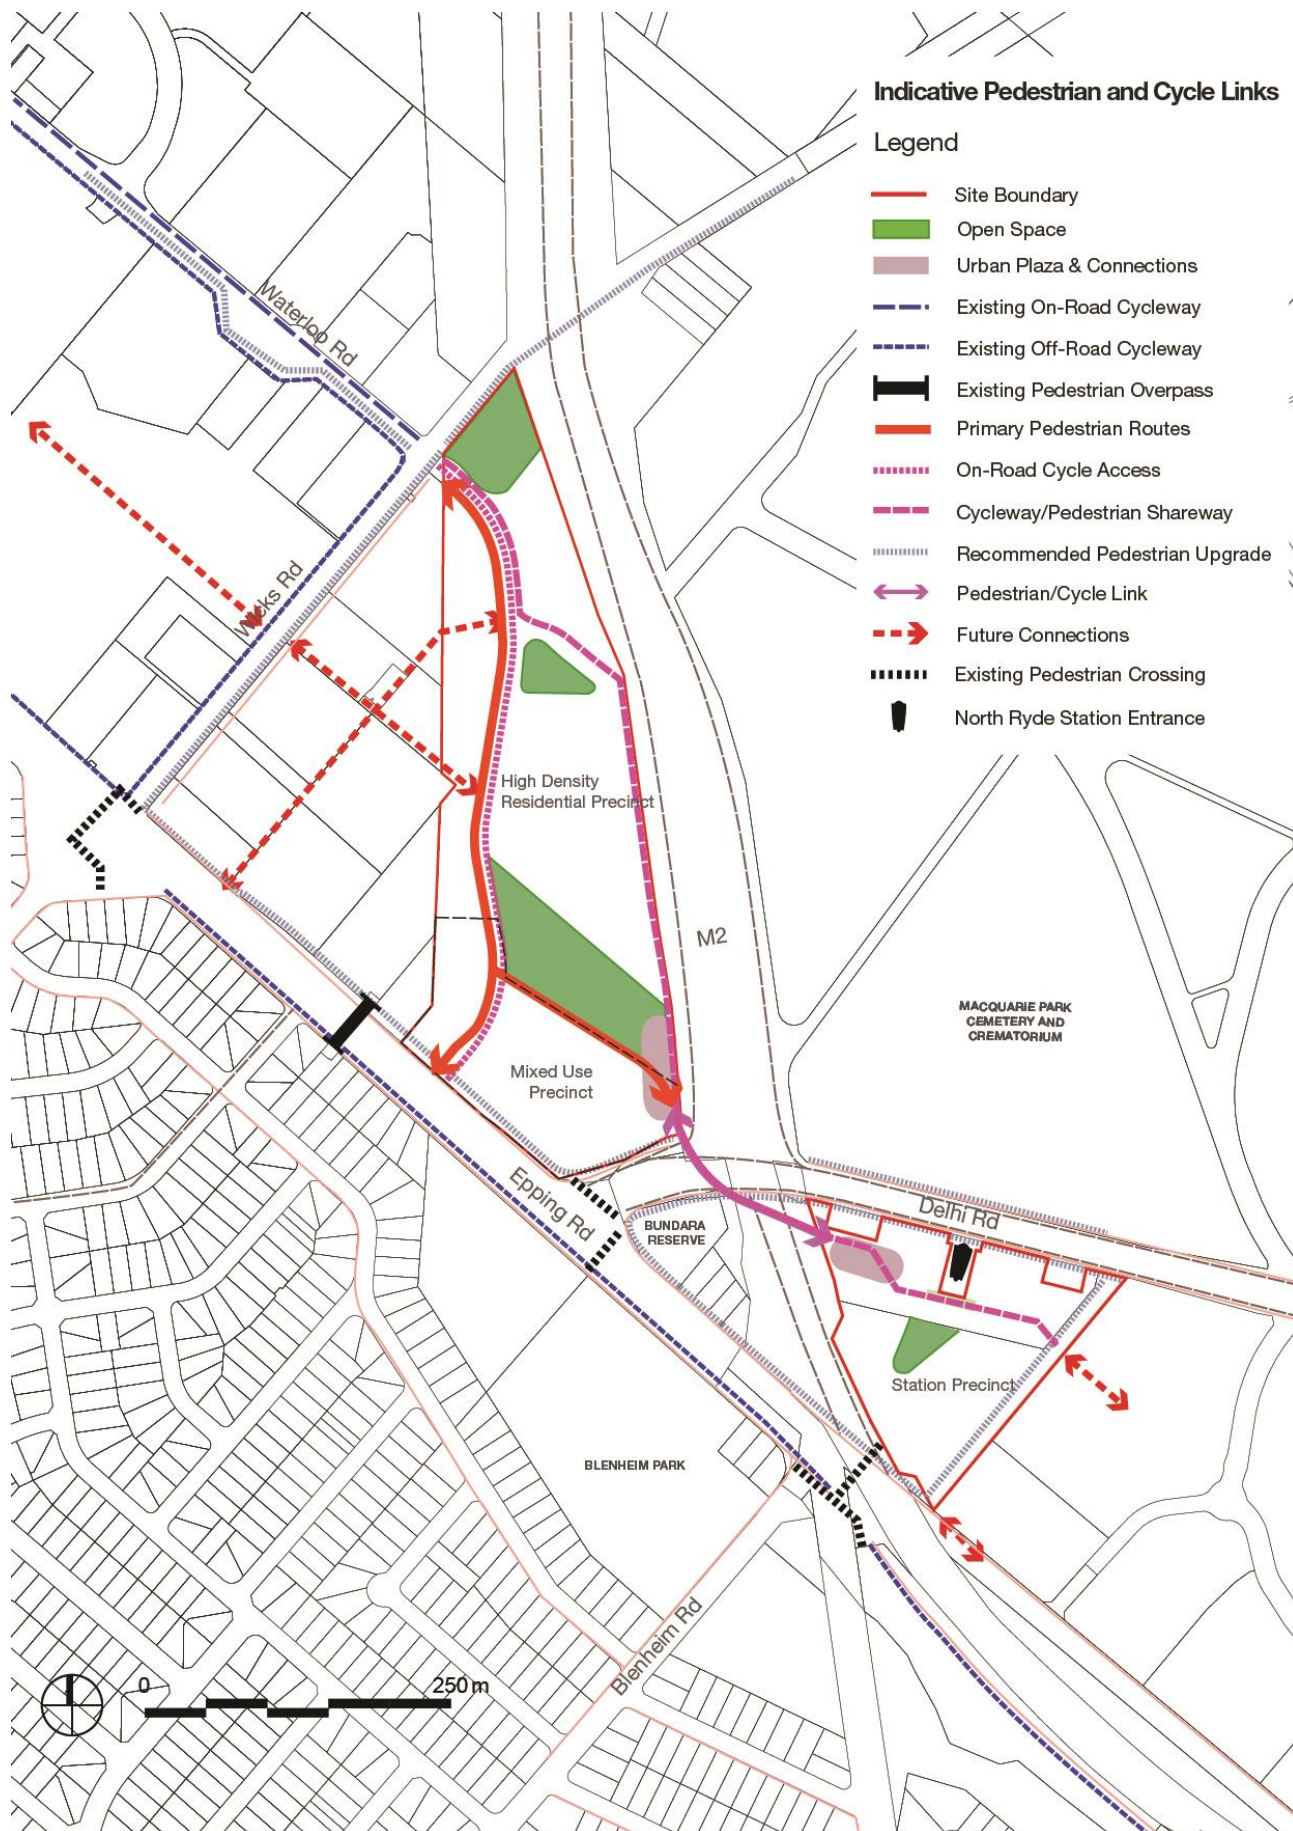 Indicative Pedestrian and Cycle Links
Legend
Site Boundary
Open Space
Urban Plaza & Connections
Existing On-Road Cycleway
Existing Off-Road Cycleway
Existing Pedestrian Overpass
Primary Pedestrian Routes
On-Road Cycle Access
Cycleway/Pedestrian Shareway
Recommended Pedestrian Upgrade
Pedestrian/Cycle Link
Future Connections
Existing Pedestrian Crossing
North Ryde Station Entrance
Waterloo Rd
Wicks Rd
High Density
Residential Precinct
M2
MACQUARIE PARK
CEMETERY AND
CREMATORIUM
Mixed Use
Precinct
Epping Rd
BUNDARA
RESERVE
Delhi Rd
Station Precinct
BLENHEIM PARK
Blenheim Rd
0
250m